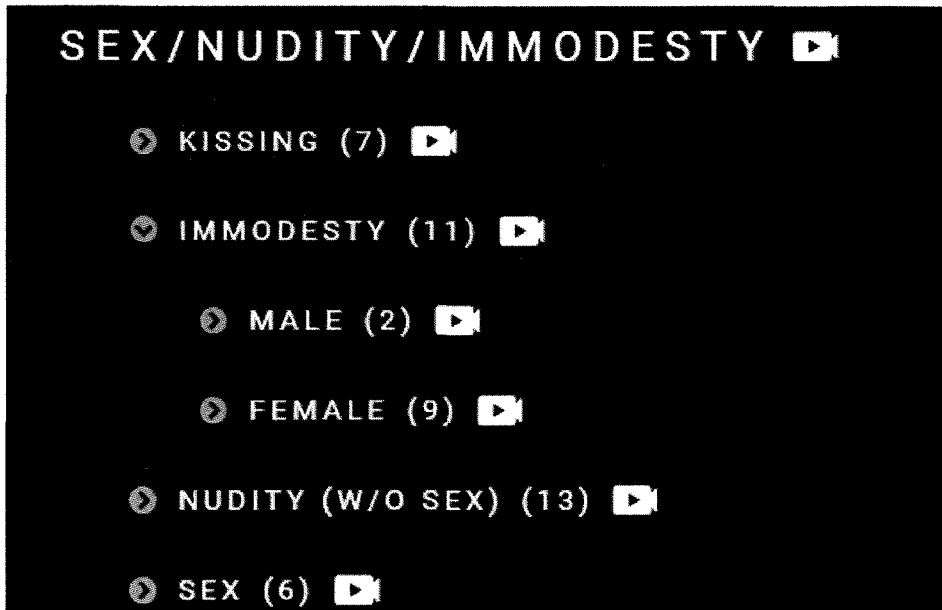 SEX/NUDITY/IMMODESTY
KISSING (7)
IMMODESTY (11)
MALE (2)
FEMALE (9)
NUDITY (W/O SEX) (13)
SEX (6)